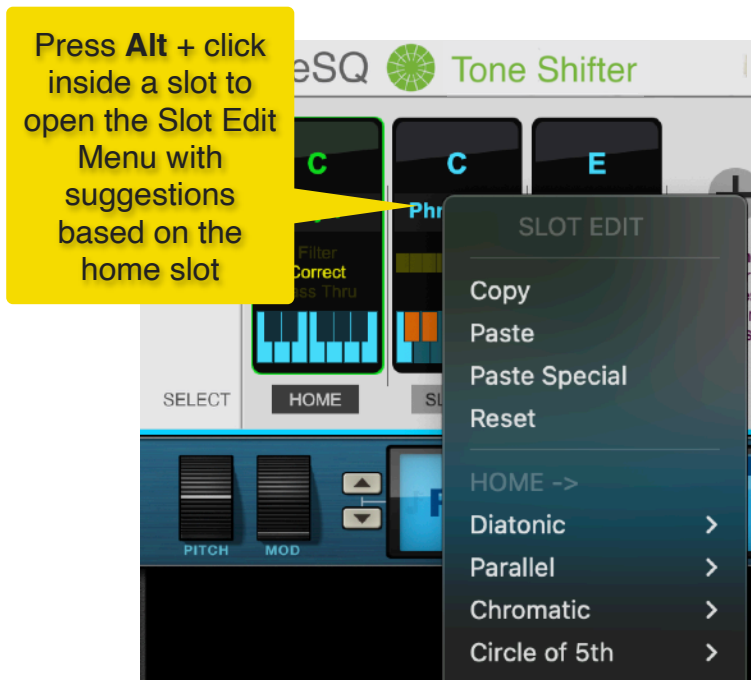 Press Alt + click
inside a slot to
open the Slot Edit
Menu with
suggestions
based on the
home slot
eSQ Tone Shifter
C C E
Phr
Filter
Correct
ss Thru
SLOT EDIT
Copy
Paste
Paste Special
Reset
SELECT HOME SL
HOME ->
Diatonic >
Parallel >
Chromatic >
Circle of 5th >
PITCH MOD